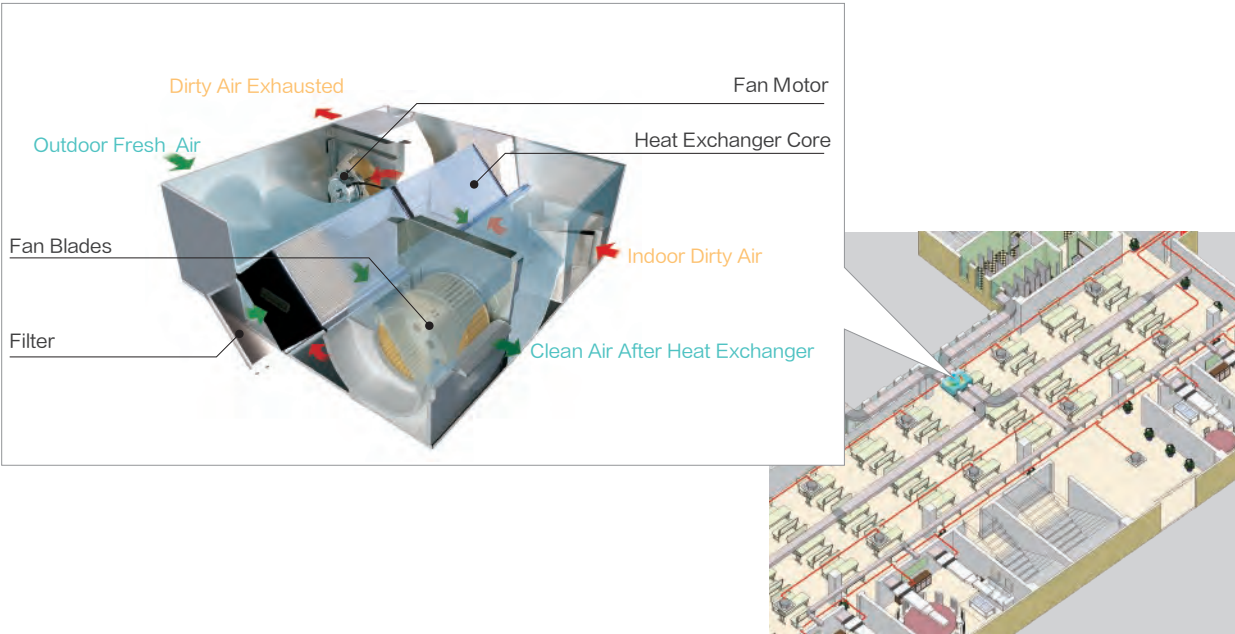 Dirty Air Exhausted
Fan Motor
Outdoor Fresh Air
Heat Exchanger Core
Fan Blades
Indoor Dirty Air
Filter
Clean Air After Heat Exchanger